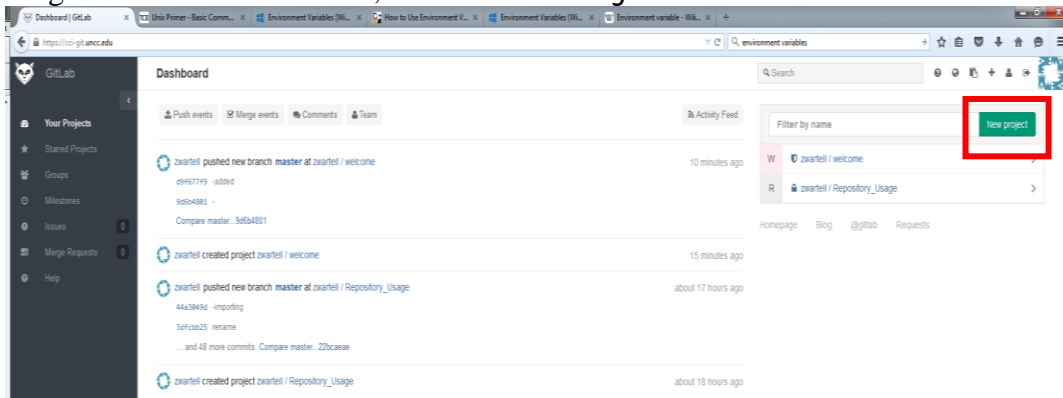 Dashboard | GitLab
Unix Primer - Basic Comm...
Environment Variables (Wi...
How to Use Environment V...
Environment Variables (Wi...
Environment variable - Wik...
https://cci-git.uncc.edu
environment variables
GitLab
Dashboard
Search
Push events
Merge events
Comments
Team
Activity Feed
Filter by name
New project
Your Projects
Starred Projects
Groups
Milestones
Issues 0
Merge Requests 0
Help
zwartell pushed new branch master at zwartell / welcome
10 minutes ago
d9f677f9 -added
9d6b4801 -
Compare master...9d6b4801
zwartell created project zwartell / welcome
15 minutes ago
zwartell pushed new branch master at zwartell / Repository_Usage
about 17 hours ago
44a3049d -importing
3dfcbb25 rename
... and 48 more commits. Compare master...22bcaeae
zwartell created project zwartell / Repository_Usage
about 18 hours ago
W zwartell / welcome
R zwartell / Repository_Usage
Homepage Blog @gitlab Requests